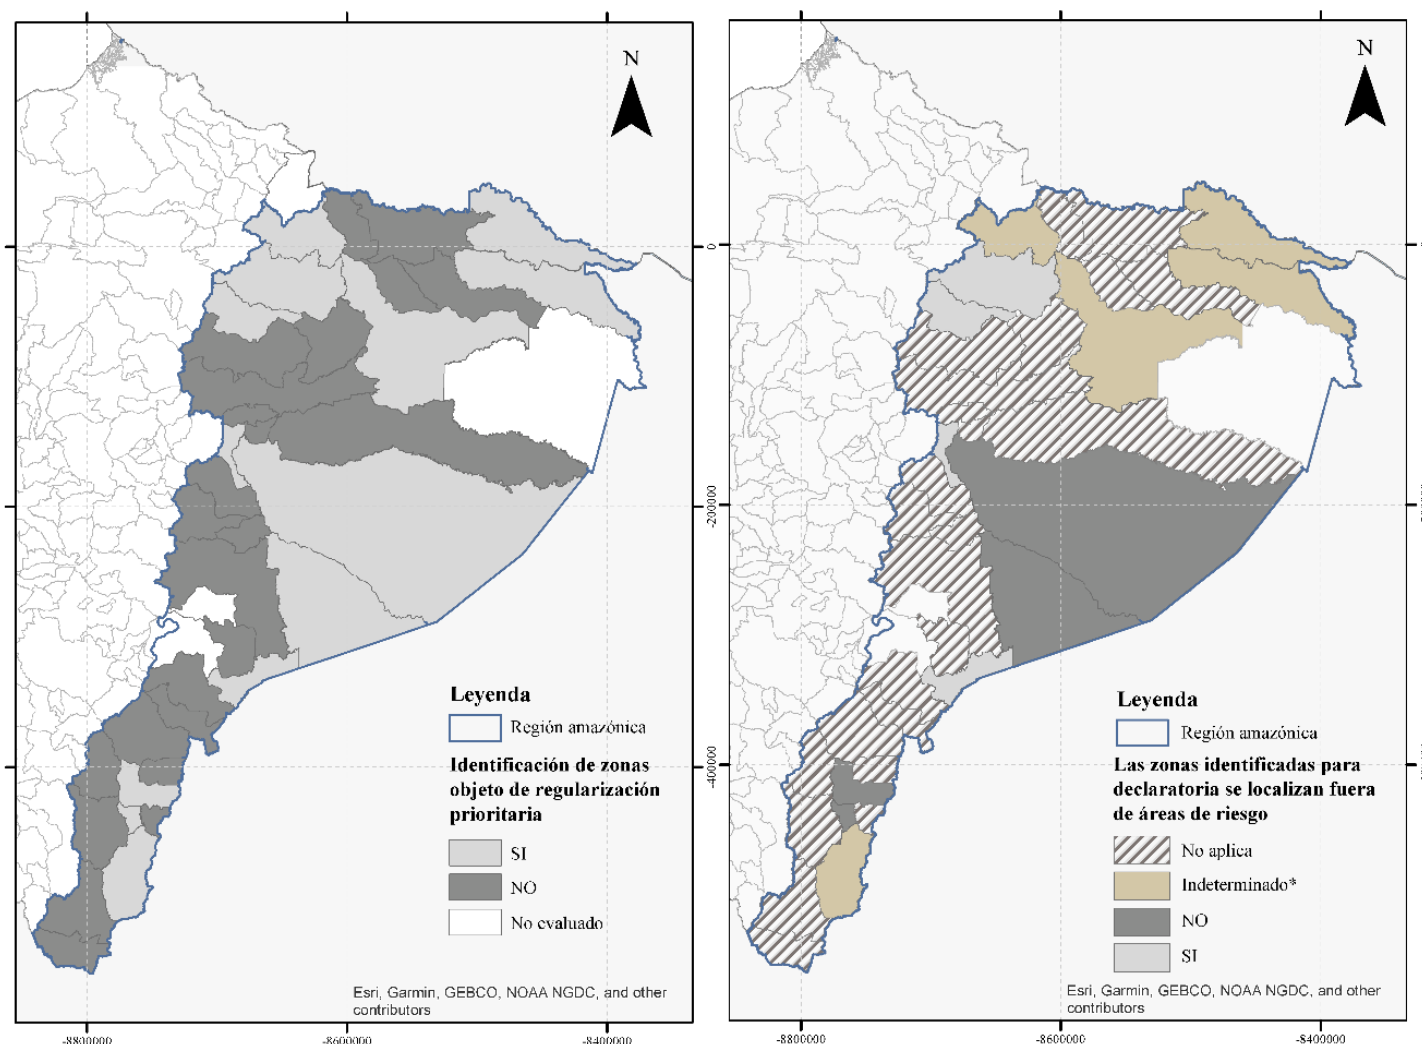 N
Leyenda
Región amazónica
Identificación de zonas
objeto de regularización
prioritaria
SI
NO
No evaluado
Esri, Garmin, GEBCO, NOAA NGDC, and other
contributors
-8800000
-8600000
-8400000
N
0
-200000
-400000
Leyenda
Región amazónica
Las zonas identificadas para
declaratoria se localizan fuera
de áreas de riesgo
No aplica
Indeterminado*
NO
SI
Esri, Garmin, GEBCO, NOAA NGDC, and other
contributors
-8800000
-8600000
-8400000